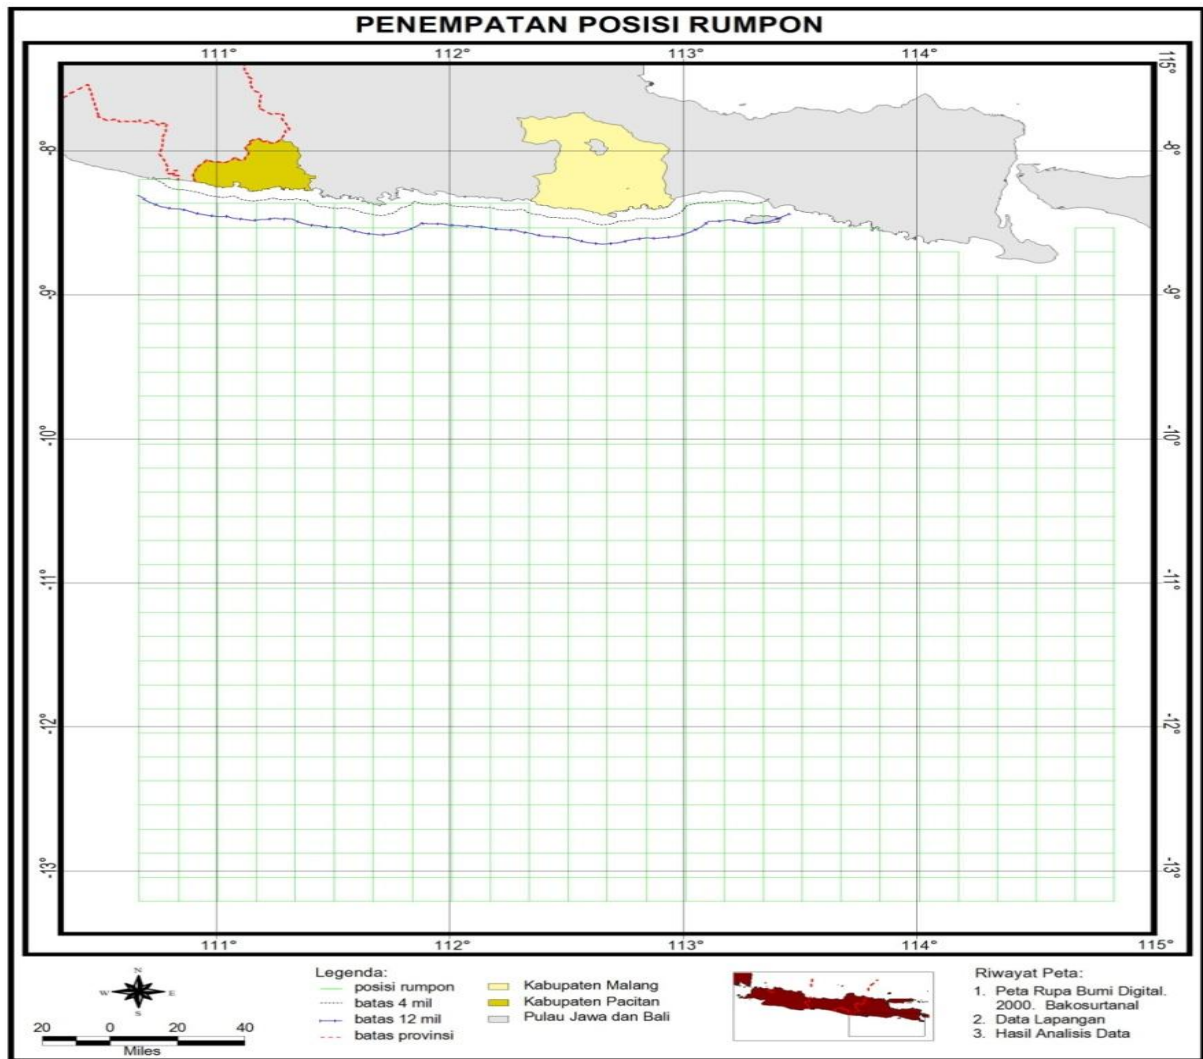 PENEMPATAN POSISI RUMPON
111° 112° 113° 114° 115°
-8° -8°
-9° -9°
-10° -10°
-11° -11°
-12° -12°
-13° -13°
111° 112° 113° 114° 115°
N
W E
S
20 0 20 40
Miles
Legenda:
posisi rumpon
batas 4 mil
batas 12 mil
batas provinsi
Kabupaten Malang
Kabupaten Pacitan
Pulau Jawa dan Bali
Riwayat Peta:
1. Peta Rupa Bumi Digital.
2000. Bakosurtanal
2. Data Lapangan
3. Hasil Analisis Data